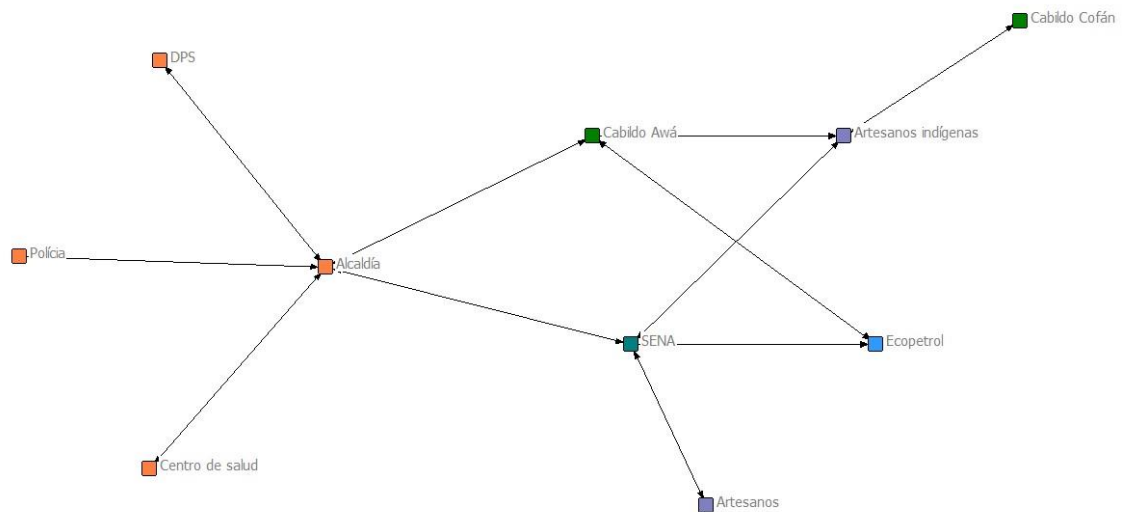 Cabildo Cofán
DPS
Cabildo Awá
Artesanos indígenas
Polícia
Alcaldía
SENA
Ecopetrol
Centro de salud
Artesanos